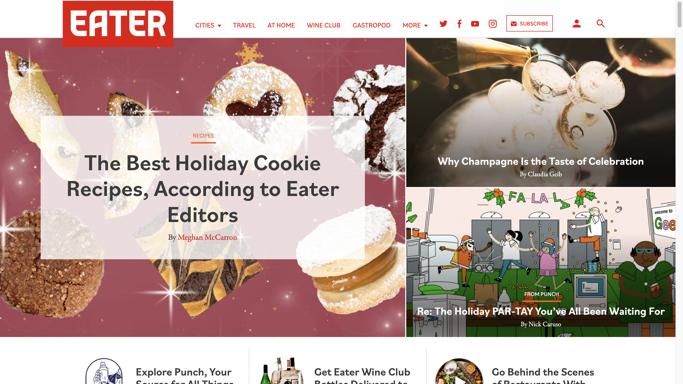 EATER
CITIES TRAVEL AT HOME WINE CLUB GASTROPOD MORE SUBSCRIBE
RECIPES
The Best Holiday Cookie
Recipes, According to Eater
Editors
By Meghan McCarron
Why Champagne Is the Taste of Celebration
By Claudia Geib
FA-LA-LA
welcome to
FROM PUNCH
Re: The Holiday PAR-TAY You've All Been Waiting For
By Nick Caruso
Explore Punch, Your
Source for All Things
Get Eater Wine Club
Bottles Delivered to
Go Behind the Scenes
of Restaurants With